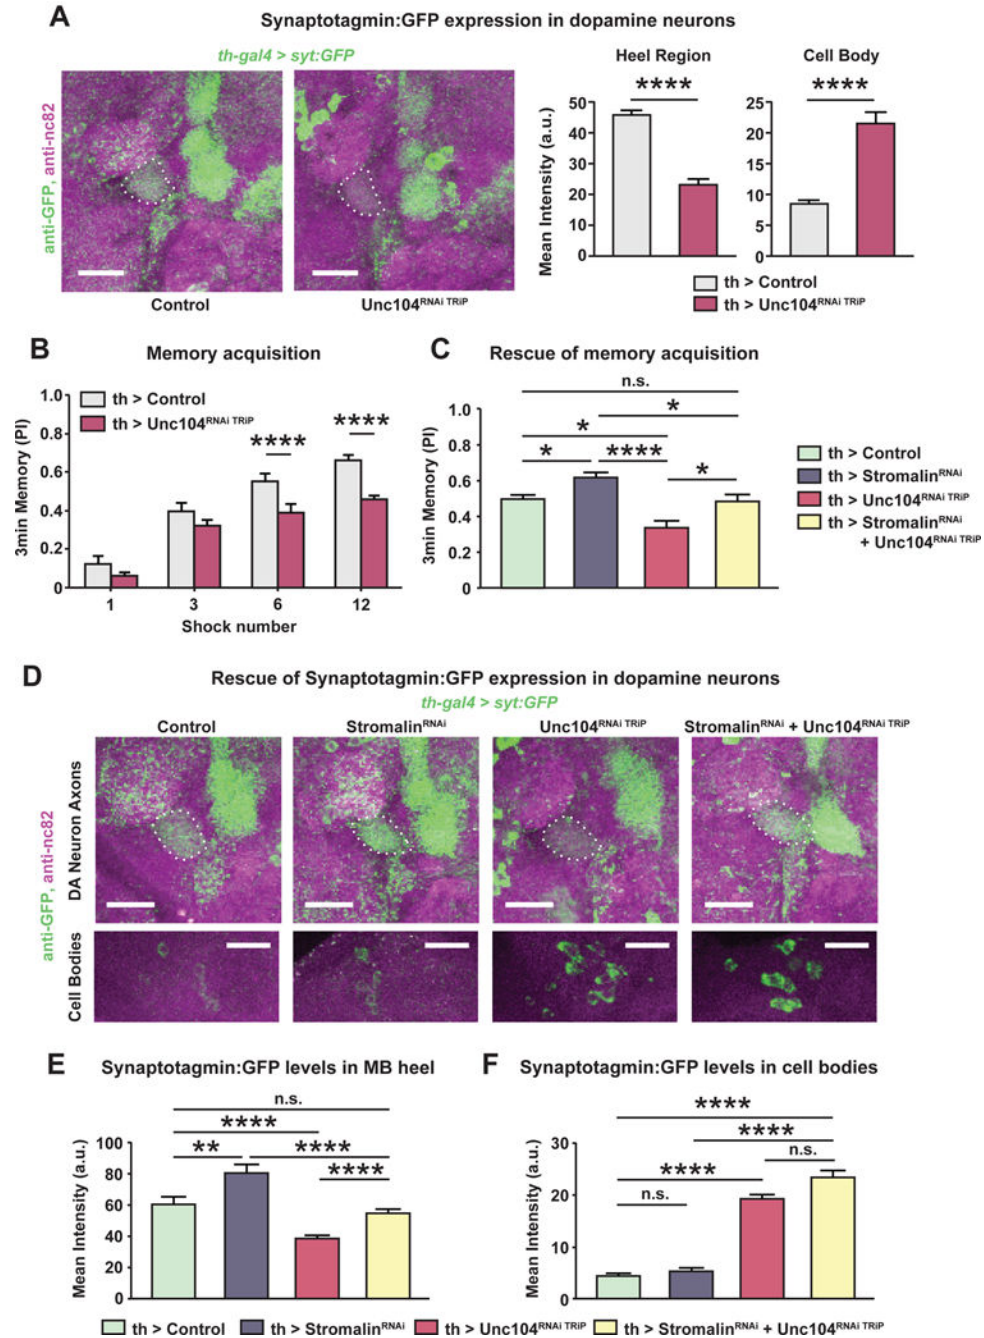 A
Synaptotagmin:GFP expression in dopamine neurons
th-gal4 > syt:GFP
anti-GFP, anti-nc82
Control
Unc104RNAi TRiP
Heel Region
Cell Body
****
****
Mean Intensity (a.u.)
50
40
30
20
10
0
25
20
15
10
5
0
th > Control
th > Unc104RNAi TRiP
B
Memory acquisition
3min Memory (PI)
1.0
0.8
0.6
0.4
0.2
0
th > Control
th > Unc104RNAi TRiP
****
****
1 3 6 12
Shock number
C
Rescue of memory acquisition
n.s.
*
*
* **** *
3min Memory (PI)
1.0
0.8
0.6
0.4
0.2
0
th > Control
th > StromalinRNAi
th > Unc104RNAi TRiP
th > StromalinRNAi
+ Unc104RNAi TRiP
D
Rescue of Synaptotagmin:GFP expression in dopamine neurons
th-gal4 > syt:GFP
Control
StromalinRNAi
Unc104RNAi TRiP
StromalinRNAi + Unc104RNAi TRiP
anti-GFP, anti-nc82
DA Neuron Axons
Cell Bodies
E
Synaptotagmin:GFP levels in MB heel
n.s.
****
** ****
****
Mean Intensity (a.u.)
100
80
60
40
20
0
F
Synaptotagmin:GFP levels in cell bodies
****
****
**** n.s.
n.s.
Mean Intensity (a.u.)
30
20
10
0
th > Control
th > StromalinRNAi
th > Unc104RNAi TRiP
th > StromalinRNAi + Unc104RNAi TRiP